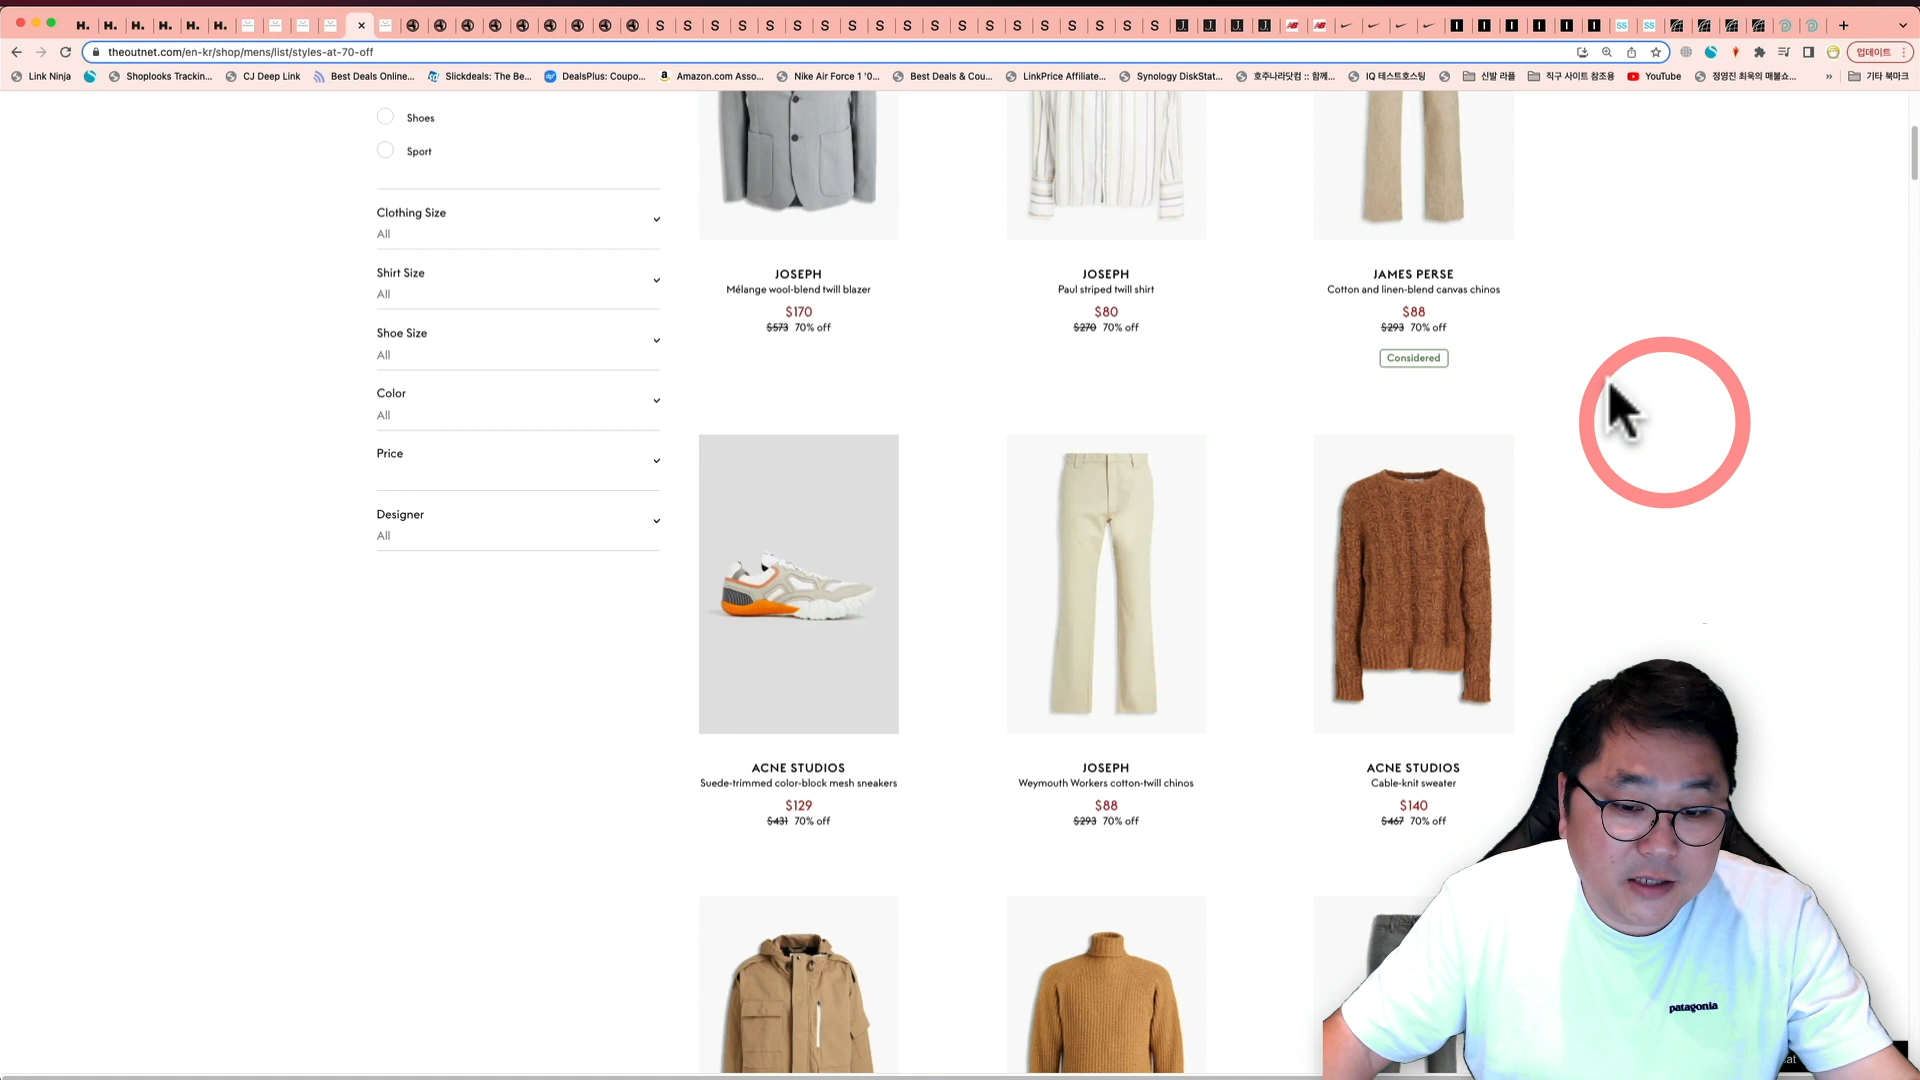 theoutnet.com/en-kr/shop/mens/list/styles-at-70-off
업데이트
Link Ninja
Shoplooks Trackin...
CJ Deep Link
Best Deals Online...
Slickdeals: The Be...
DealsPlus: Coupo...
Amazon.com Asso...
Nike Air Force 1 '0...
Best Deals & Cou...
LinkPrice Affiliate...
Synology DiskStat...
호주나라닷컴 :: 함께...
IQ 테스트호스팅
신발 라플
직구 사이트 참조용
YouTube
정영진 최욱의 매불쇼...
»
기타 북마크
Shoes
Sport
Clothing Size
All
Shirt Size
All
Shoe Size
All
Color
All
Price
Designer
All
JOSEPH
Mélange wool-blend twill blazer
$170
$573 70% off
JOSEPH
Paul striped twill shirt
$80
$270 70% off
JAMES PERSE
Cotton and linen-blend canvas chinos
$88
$293 70% off
Considered
ACNE STUDIOS
Suede-trimmed color-block mesh sneakers
$129
$431 70% off
JOSEPH
Weymouth Workers cotton-twill chinos
$88
$293 70% off
ACNE STUDIOS
Cable-knit sweater
$140
$467 70% off
patagonia